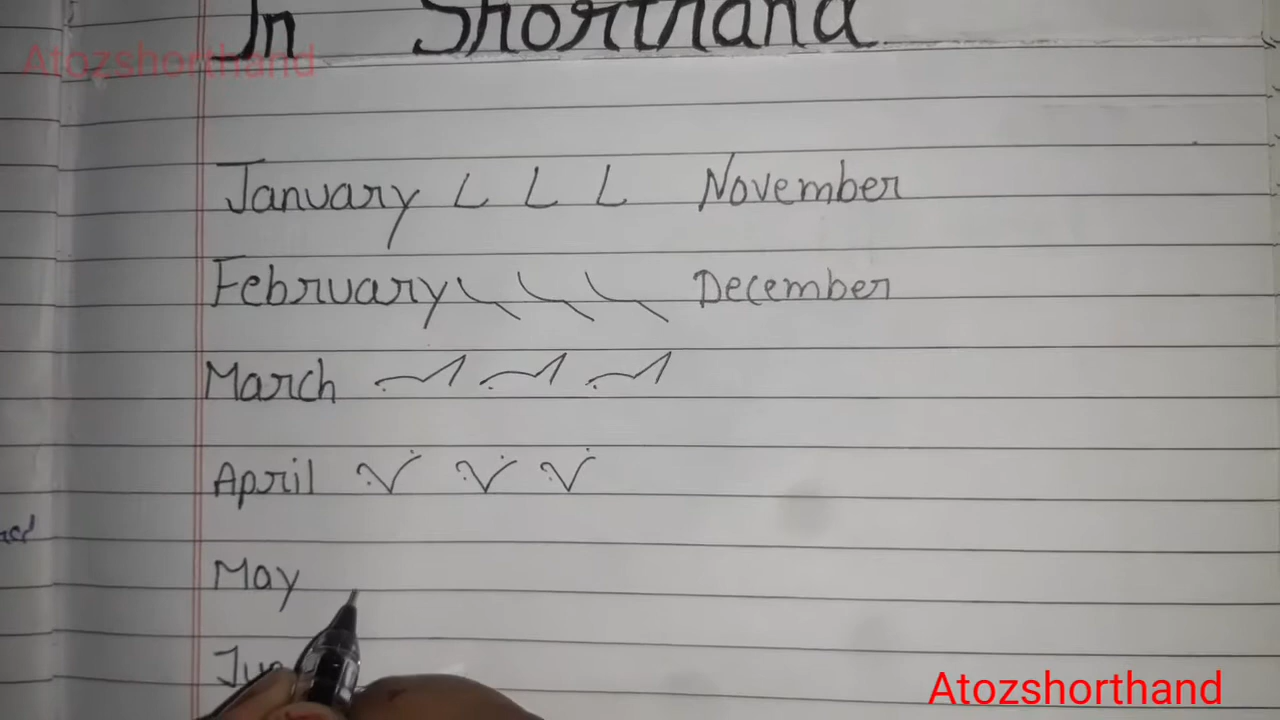 In Shorthand
Atozshorthand
January November
February December
March
April
May
Atozshorthand